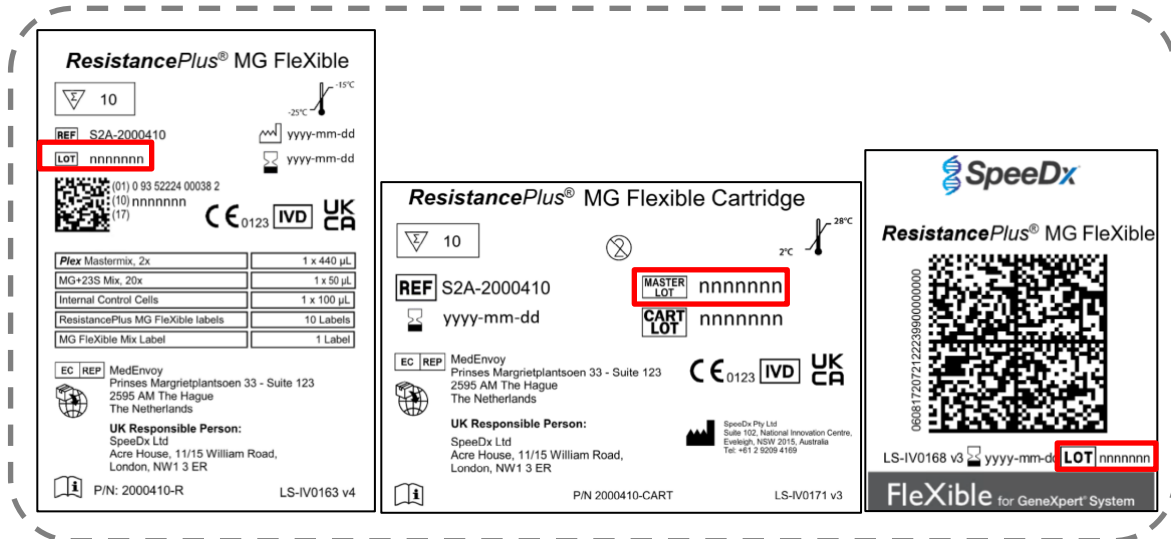 ResistancePlus® MG FleXible
Σ 10
-15°C
-25°C
REF S2A-2000410
yyyy-mm-dd
LOT nnnnnnn
yyyy-mm-dd
(01) 0 93 52224 00038 2
(10) nnnnnnn
(17)
CE 0123 IVD UK CA
Plex Mastermix, 2x 1 x 440 µL
MG+23S Mix, 20x 1 x 50 µL
Internal Control Cells 1 x 100 µL
ResistancePlus MG FleXible labels 10 Labels
MG FleXible Mix Label 1 Label
EC REP MedEnvoy
Prinses Margrietplantsoen 33 - Suite 123
2595 AM The Hague
The Netherlands
UK Responsible Person:
SpeeDx Ltd
Acre House, 11/15 William Road,
London, NW1 3 ER
i P/N: 2000410-R LS-IV0163 v4
ResistancePlus® MG Flexible Cartridge
Σ 10
2
28°C
2°C
REF S2A-2000410
MASTER LOT nnnnnnn
yyyy-mm-dd
CART LOT nnnnnnn
EC REP MedEnvoy
Prinses Margrietplantsoen 33 - Suite 123
2595 AM The Hague
The Netherlands
CE 0123 IVD UK CA
UK Responsible Person:
SpeeDx Ltd
Acre House, 11/15 William Road,
London, NW1 3 ER
SpeeDx Pty Ltd
Suite 102, National Innovation Centre,
Eveleigh, NSW 2015, Australia
Tel: +61 2 9209 4169
i P/N 2000410-CART LS-IV0171 v3
SpeeDx
ResistancePlus® MG FleXible
LS-IV0168 v3 yyyy-mm-dd LOT nnnnnnn
FleXible for GeneXpert® System